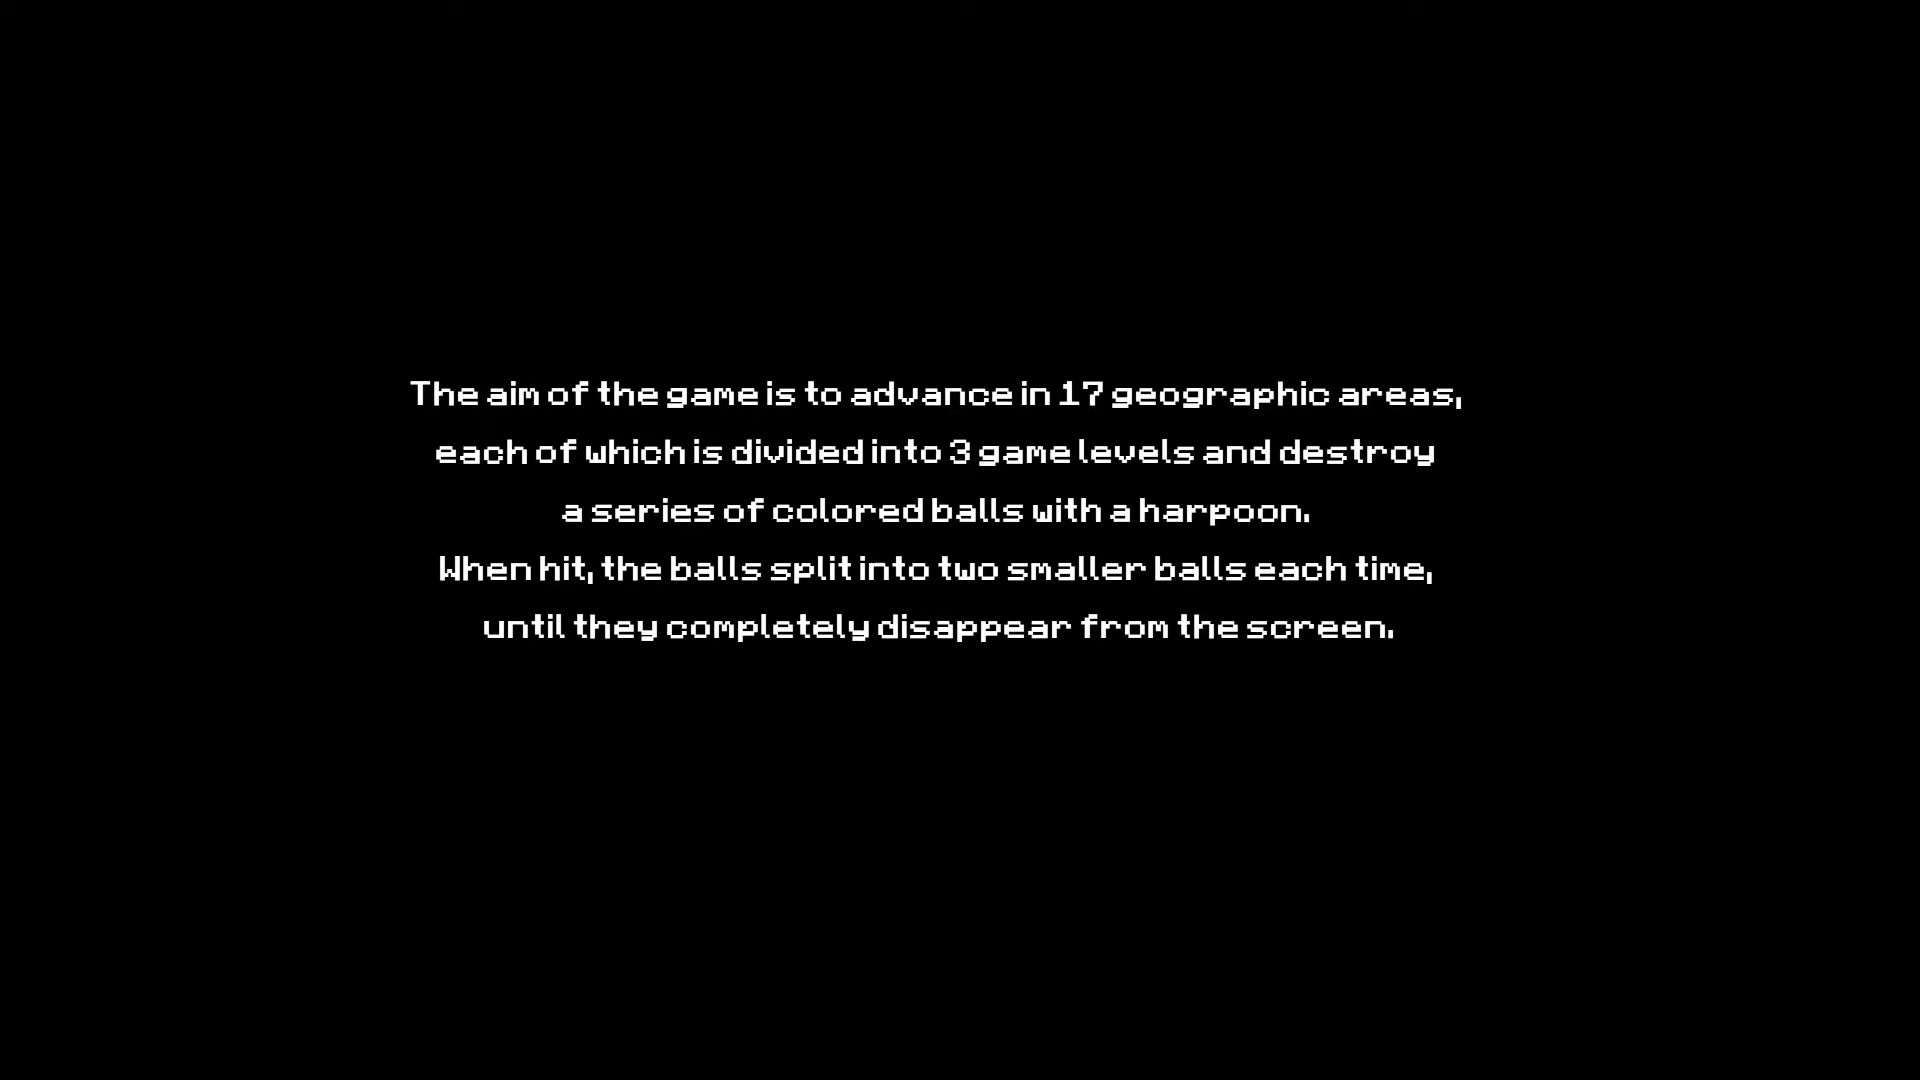 The aim of the game is to advance in 17 geographic areas,
each of which is divided into 3 game levels and destroy
a series of colored balls with a harpoon.
When hit, the balls split into two smaller balls each time,
until they completely disappear from the screen.